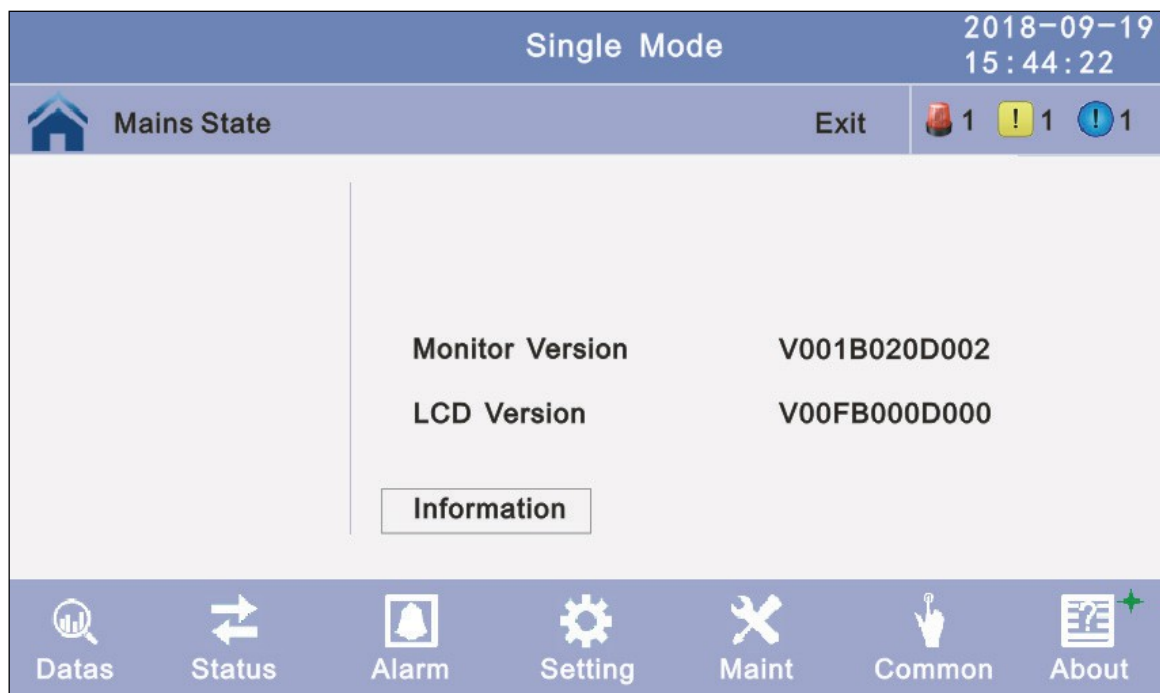 Single Mode
2018-09-19
15:44:22
Mains State
Exit
1
! 1
! 1
Monitor Version V001B020D002
LCD Version V00FB000D000
Information
Datas Status Alarm Setting Maint Common About